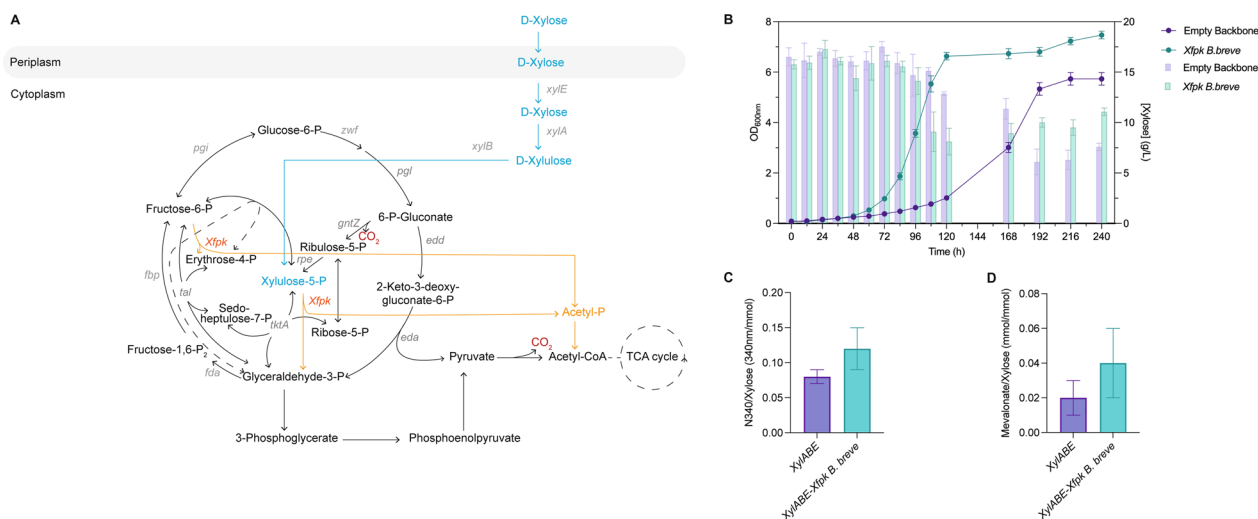 A
D-Xylose
Periplasm
D-Xylose
Cytoplasm
xylE
D-Xylose
xylA
Glucose-6-P
zwf
xylB
D-Xylulose
pgi
pgl
Fructose-6-P
6-P-Gluconate
gntZ
CO2
Xfpk
Ribulose-5-P
edd
Erythrose-4-P
rpe
fbp
Xylulose-5-P
2-Keto-3-deoxy-
gluconate-6-P
tal
Xfpk
Sedo-
heptulose-7-P
Acetyl-P
tktA
Ribose-5-P
eda
CO2
Fructose-1,6-P2
Pyruvate
Acetyl-CoA
TCA cycle
fda
Glyceraldehyde-3-P
3-Phosphoglycerate
Phosphoenolpyruvate
B
8
6
4
2
0
OD600nm
20
15
10
5
0
[Xylose] (g/L)
0 24 48 72 96 120 144 168 192 216 240
Time (h)
Empty Backbone
Xfpk B.breve
Empty Backbone
Xfpk B.breve
C
0.20
0.15
0.10
0.05
0.00
N340/Xylose (340nm/mmol)
XylABE
XylABE-Xfpk B. breve
D
0.08
0.06
0.04
0.02
0.00
Mevalonate/Xylose (mmol/mmol)
XylABE
XylABE-Xfpk B. breve